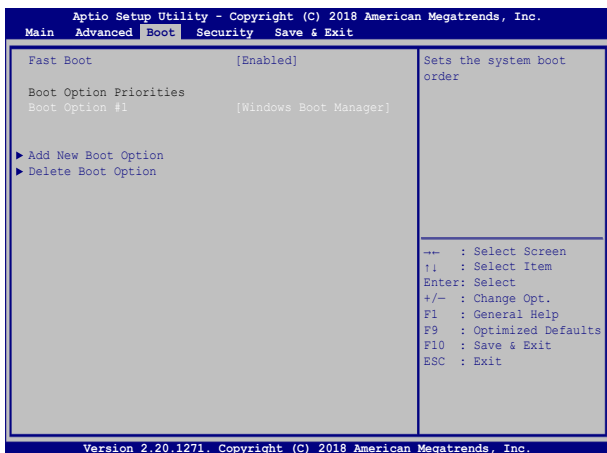 Aptio Setup Utility - Copyright (C) 2018 American Megatrends, Inc.
Main Advanced Boot Security Save & Exit
Fast Boot [Enabled]
Boot Option Priorities
Boot Option #1 [Windows Boot Manager]
▶ Add New Boot Option
▶ Delete Boot Option
Sets the system boot
order
→← : Select Screen
↑↓ : Select Item
Enter: Select
+/— : Change Opt.
F1 : General Help
F9 : Optimized Defaults
F10 : Save & Exit
ESC : Exit
Version 2.20.1271. Copyright (C) 2018 American Megatrends, Inc.